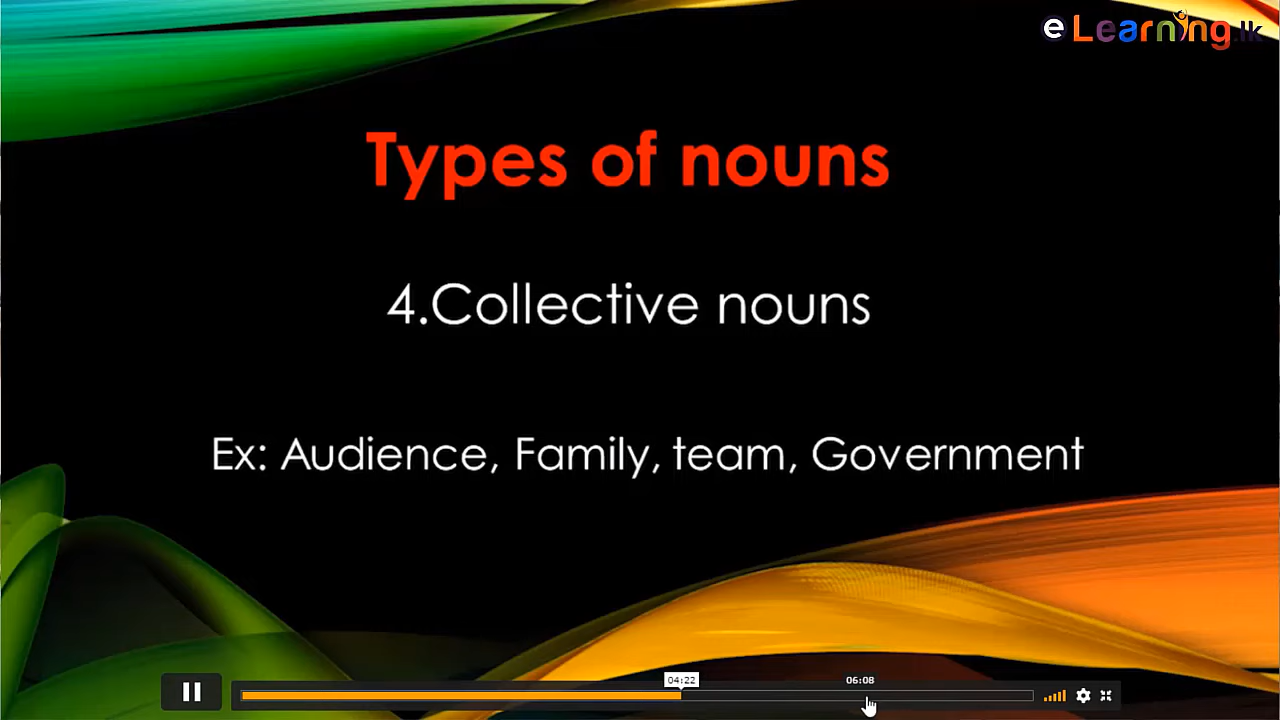 eLearning.lk
Types of nouns
4.Collective nouns
Ex: Audience, Family, team, Government
04:22
06:08